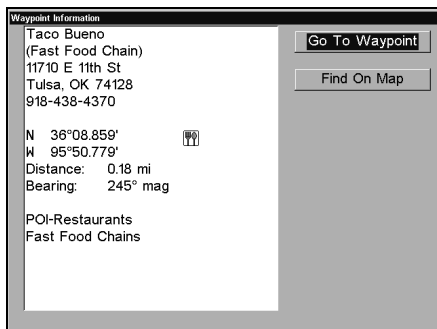 Waypoint Information
Taco Bueno
(Fast Food Chain)
11710 E 11th St
Tulsa, OK 74128
918-438-4370
N 36°08.859'
W 95°50.779'
Distance: 0.18 mi
Bearing: 245° mag
POI-Restaurants
Fast Food Chains
Go To Waypoint
Find On Map